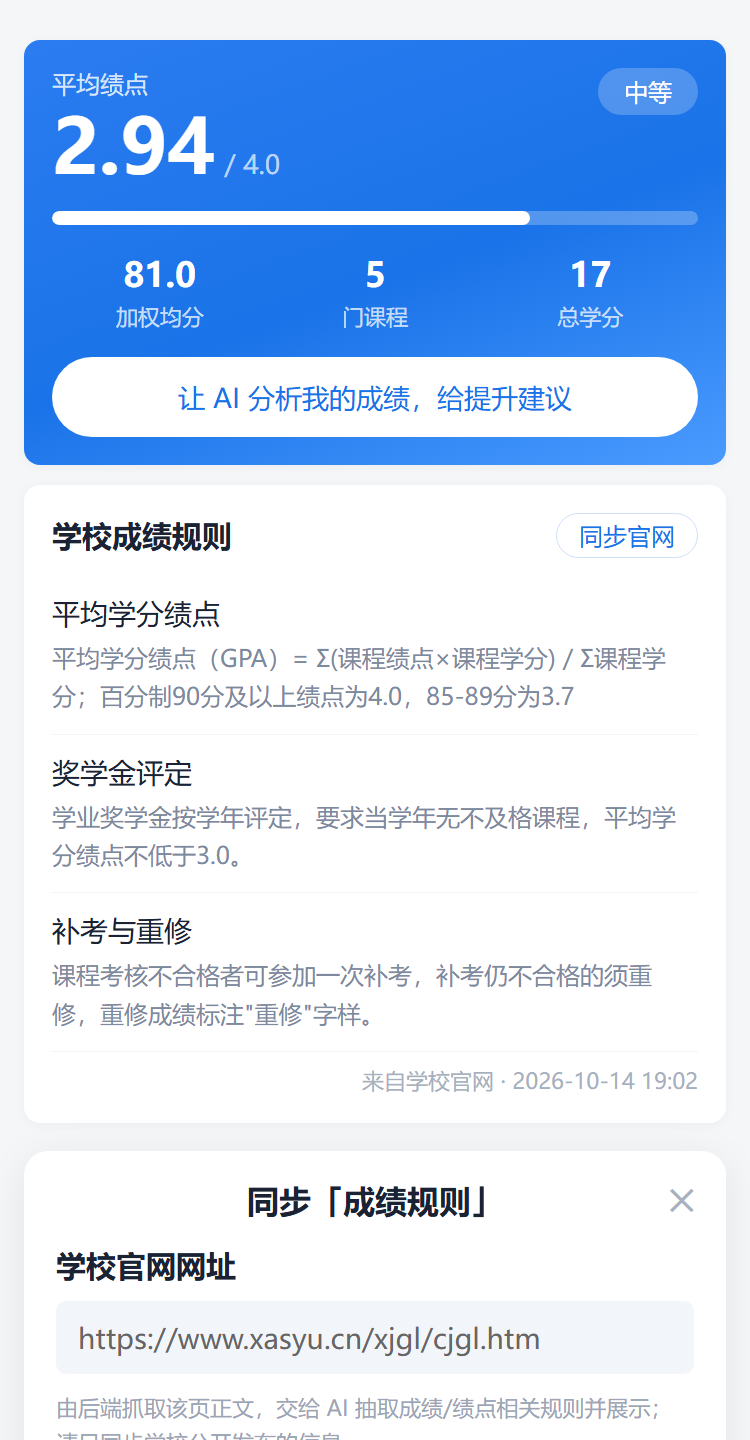 平均绩点
中等
2.94 / 4.0
81.0
5
17
加权均分
门课程
总学分
让 AI 分析我的成绩，给提升建议
学校成绩规则
同步官网
平均学分绩点
平均学分绩点（GPA）= Σ(课程绩点×课程学分) / Σ课程学
分；百分制90分及以上绩点为4.0，85-89分为3.7
奖学金评定
学业奖学金按学年评定，要求当学年无不及格课程，平均学
分绩点不低于3.0。
补考与重修
课程考核不合格者可参加一次补考，补考仍不合格的须重
修，重修成绩标注"重修"字样。
来自学校官网 · 2026-10-14 19:02
同步「成绩规则」
学校官网网址
https://www.xasyu.cn/xjgl/cjgl.htm
由后端抓取该页正文，交给 AI 抽取成绩/绩点相关规则并展示；